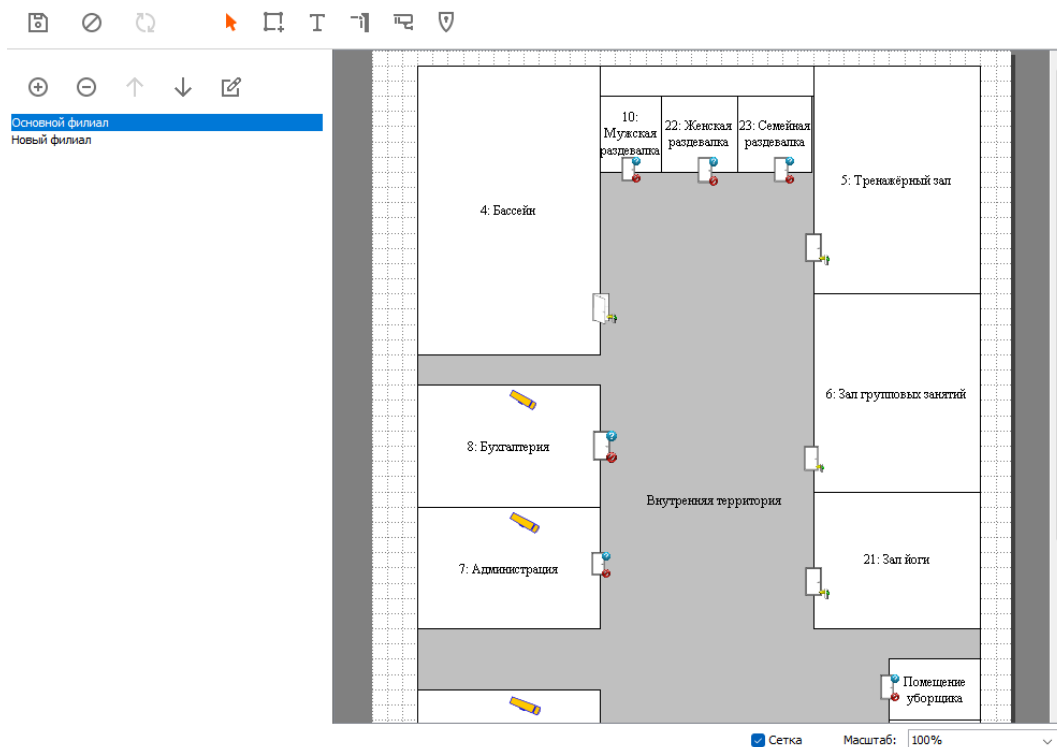 Основной филиал
Новый филиал
10:
Мужская
раздевалка
22: Женская
раздевалка
23: Семейная
раздевалка
5: Тренажёрный зал
4: Бассейн
6: Зал групповых занятий
8: Бухгалтерия
Внутренняя территория
21: Зал йоги
7: Администрация
Помещение
уборщика
Сетка
Масштаб:
100%